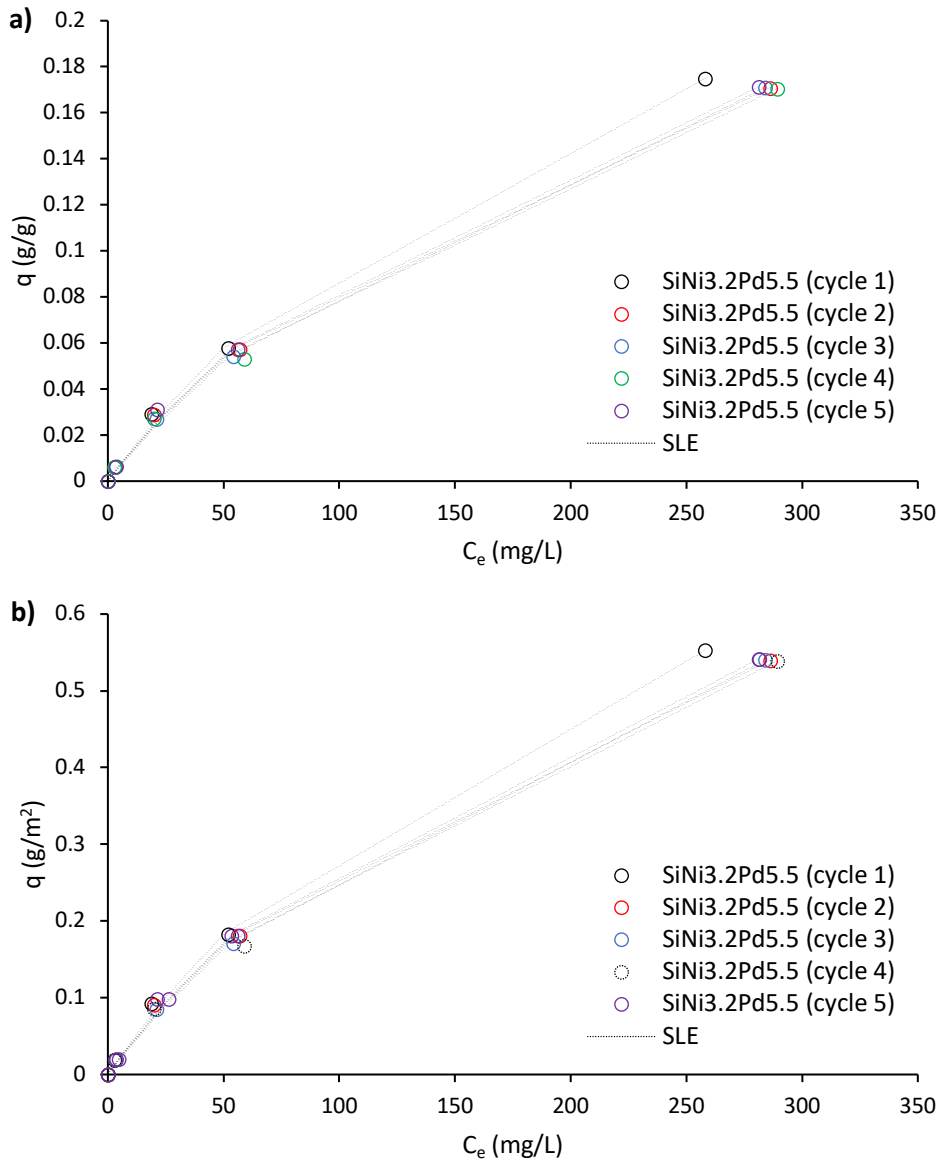 a)
0.2
0.18
0.16
0.14
0.12
0.1
0.08
0.06
0.04
0.02
0
q (g/g)
SiNi3.2Pd5.5 (cycle 1)
SiNi3.2Pd5.5 (cycle 2)
SiNi3.2Pd5.5 (cycle 3)
SiNi3.2Pd5.5 (cycle 4)
SiNi3.2Pd5.5 (cycle 5)
SLE
0 50 100 150 200 250 300 350
Cₑ (mg/L)
b)
0.6
0.5
0.4
0.3
0.2
0.1
0
q (g/m²)
SiNi3.2Pd5.5 (cycle 1)
SiNi3.2Pd5.5 (cycle 2)
SiNi3.2Pd5.5 (cycle 3)
SiNi3.2Pd5.5 (cycle 4)
SiNi3.2Pd5.5 (cycle 5)
SLE
0 50 100 150 200 250 300 350
Cₑ (mg/L)